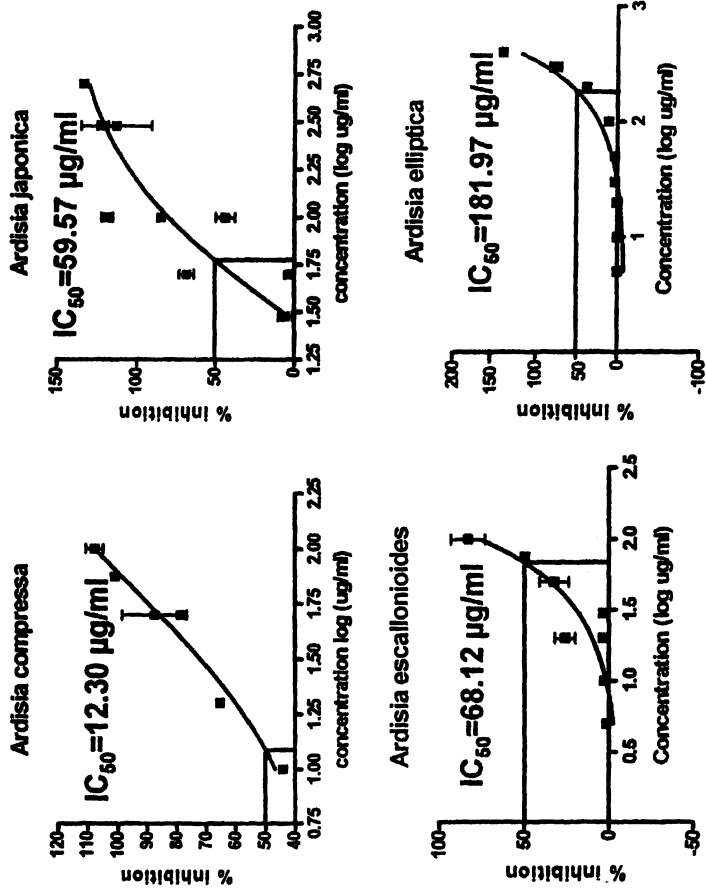 Ardisia compressa
IC50=12.30 µg/ml
120
110
100
90
80
70
60
50
40
% inhibition
0.75
1.00
1.25
1.50
1.75
2.00
2.25
concentration log (ug/ml)
Ardisia japonica
IC50=59.57 µg/ml
150
100
50
0
% inhibition
1.25
1.50
1.75
2.00
2.25
2.50
2.75
3.00
concentration (log ug/ml)
Ardisia escallonioides
IC50=68.12 µg/ml
100
50
0
-50
% inhibition
0.5
1.0
1.5
2.0
2.5
Concentration (log ug/ml)
Ardisia elliptica
IC50=181.97 µg/ml
200
150
100
50
0
-100
% inhibition
1
2
3
Concentration (log ug/ml)